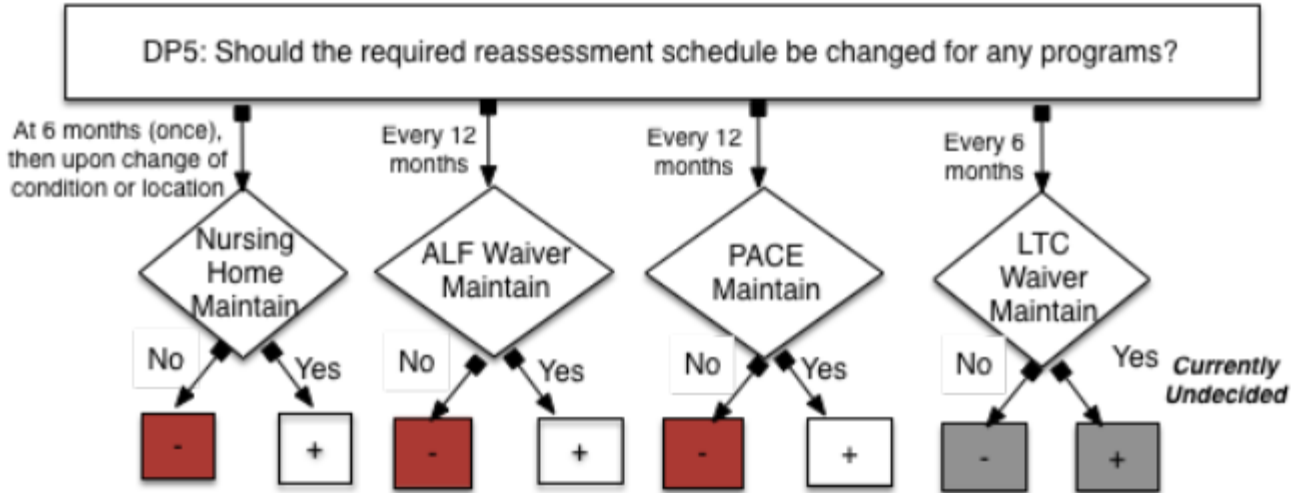 DP5: Should the required reassessment schedule be changed for any programs?
At 6 months (once),
then upon change of
condition or location
Every 12
months
Every 12
months
Every 6
months
Nursing
Home
Maintain
ALF Waiver
Maintain
PACE
Maintain
LTC
Waiver
Maintain
No
Yes
No
Yes
No
Yes
No
Yes
Currently
Undecided
-
+
-
+
-
+
-
+